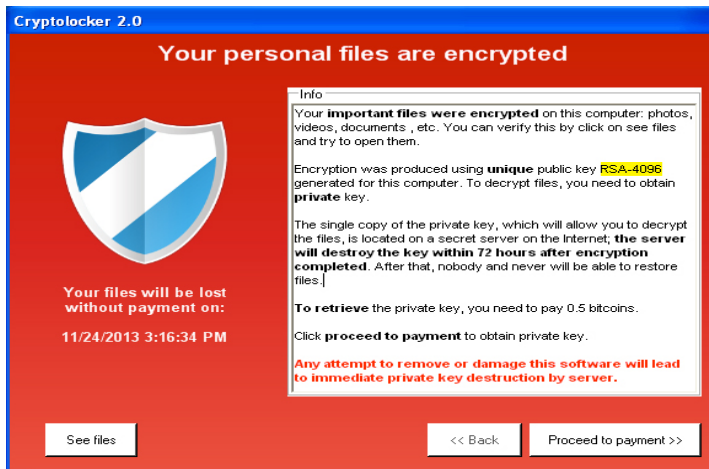 Cryptolocker 2.0
Your personal files are encrypted
Info
Your important files were encrypted on this computer: photos,
videos, documents , etc. You can verify this by click on see files
and try to open them.
Encryption was produced using unique public key RSA-4096
generated for this computer. To decrypt files, you need to obtain
private key.
The single copy of the private key, which will allow you to decrypt
the files, is located on a secret server on the Internet; the server
will destroy the key within 72 hours after encryption
completed. After that, nobody and never will be able to restore
files.
To retrieve the private key, you need to pay 0.5 bitcoins.
Click proceed to payment to obtain private key.
Any attempt to remove or damage this software will lead
to immediate private key destruction by server.
Your files will be lost
without payment on:
11/24/2013 3:16:34 PM
See files
<< Back
Proceed to payment >>